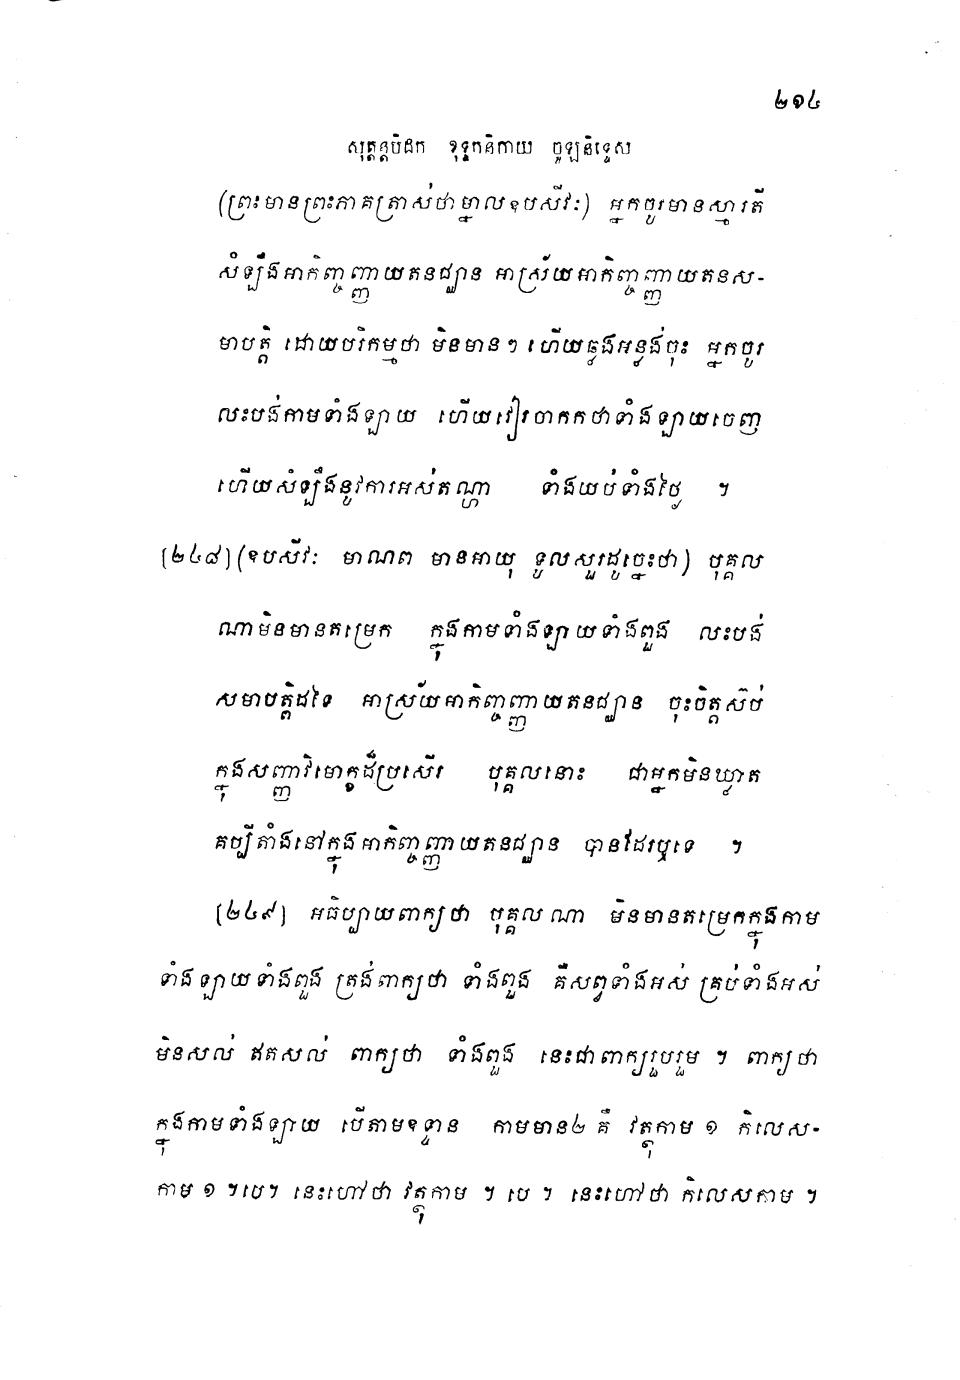 ២១៤
សុត្តន្តបិដក ខុទ្ទកនិកាយ ចូឡនិទ្ទេស
(ព្រះមានព្រះភាគត្រាស់ថាម្នាលឧបសីវៈ) អ្នកចូរមានស្មារតី
សំឡឹងអាកិញ្ចញ្ញាយតនជ្ឈាន អាស្រ័យអាកិញ្ចញ្ញាយតនស-
មាបត្តិ ដោយបរិកម្មថា មិនមានៗ ហើយឆ្លងអន្លង់ចុះ អ្នកចូរ
លះបង់កាមទាំងឡាយ ហើយវៀរចាកកថាទាំងឡាយចេញ
ហើយសំឡឹងនូវការអស់តណ្ហា ទាំងយប់ទាំងថ្ងៃ ។
[២៤៨] (ឧបសីវៈ មាណព មានអាយុ ទូលសួរដូច្នេះថា) បុគ្គល
ណាមិនមានតម្រេក ក្នុងកាមទាំងឡាយទាំងពួង លះបង់
សមាបត្តិដទៃ អាស្រ័យអាកិញ្ចញ្ញាយតនជ្ឈាន ចុះចិត្តស៊ប់
ក្នុងសញ្ញាវិមោក្ខដ៏ប្រសើរ បុគ្គលនោះ ជាអ្នកមិនឃ្លាត
គប្បីតាំងនៅក្នុងអាកិញ្ចញ្ញាយតនជ្ឈាន បានដែរឬទេ ។
[២៤៩] អធិប្បាយពាក្យថា បុគ្គលណា មិនមានតម្រេកក្នុងកាម
ទាំងឡាយទាំងពួង ត្រង់ពាក្យថា ទាំងពួង គឺសព្វទាំងអស់ គ្រប់ទាំងអស់
មិនសល់ ឥតសល់ ពាក្យថា ទាំងពួង នេះជាពាក្យរួបរួម ។ ពាក្យថា
ក្នុងកាមទាំងឡាយ បើតាមឧទ្ទាន កាមមាន២ គឺ វត្ថុកាម ១ កិលេស-
កាម ១ ។បេ។ នេះហៅថា វត្ថុកាម ។ បេ ។ នេះហៅថា កិលេសកាម ។